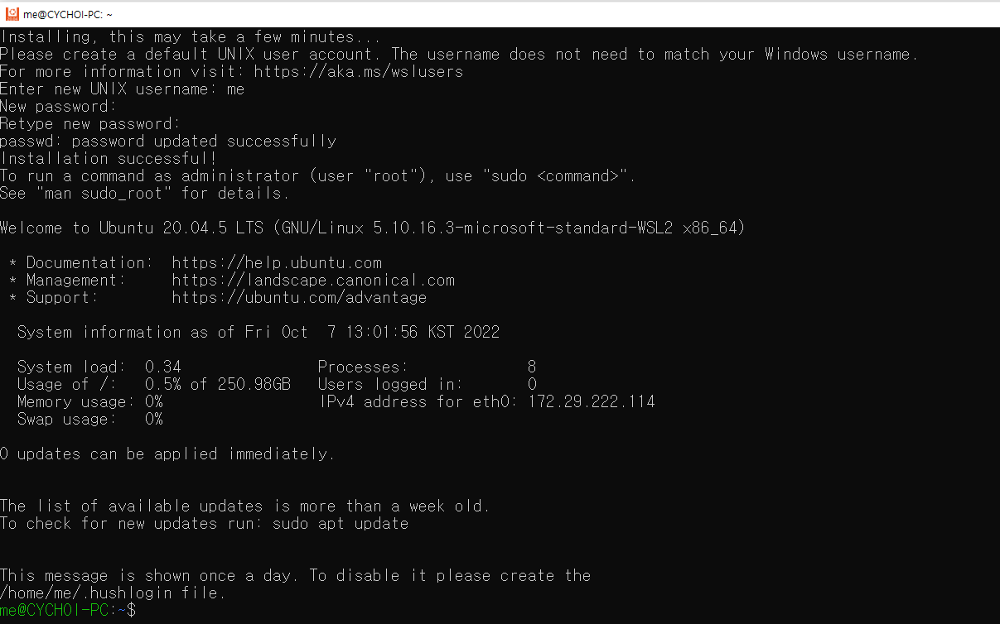 me@CYCHOI-PC: ~
Installing, this may take a few minutes...
Please create a default UNIX user account. The username does not need to match your Windows username.
For more information visit: https://aka.ms/wslusers
Enter new UNIX username: me
New password:
Retype new password:
passwd: password updated successfully
Installation successful!
To run a command as administrator (user "root"), use "sudo <command>".
See "man sudo_root" for details.
Welcome to Ubuntu 20.04.5 LTS (GNU/Linux 5.10.16.3-microsoft-standard-WSL2 x86_64)
* Documentation:  https://help.ubuntu.com
* Management:     https://landscape.canonical.com
* Support:        https://ubuntu.com/advantage
System information as of Fri Oct  7 13:01:56 KST 2022
System load:  0.34               Processes:             8
Usage of /:   0.5% of 250.98GB   Users logged in:       0
Memory usage: 0%                 IPv4 address for eth0: 172.29.222.114
Swap usage:   0%
0 updates can be applied immediately.
The list of available updates is more than a week old.
To check for new updates run: sudo apt update
This message is shown once a day. To disable it please create the
/home/me/.hushlogin file.
me@CYCHOI-PC:~$